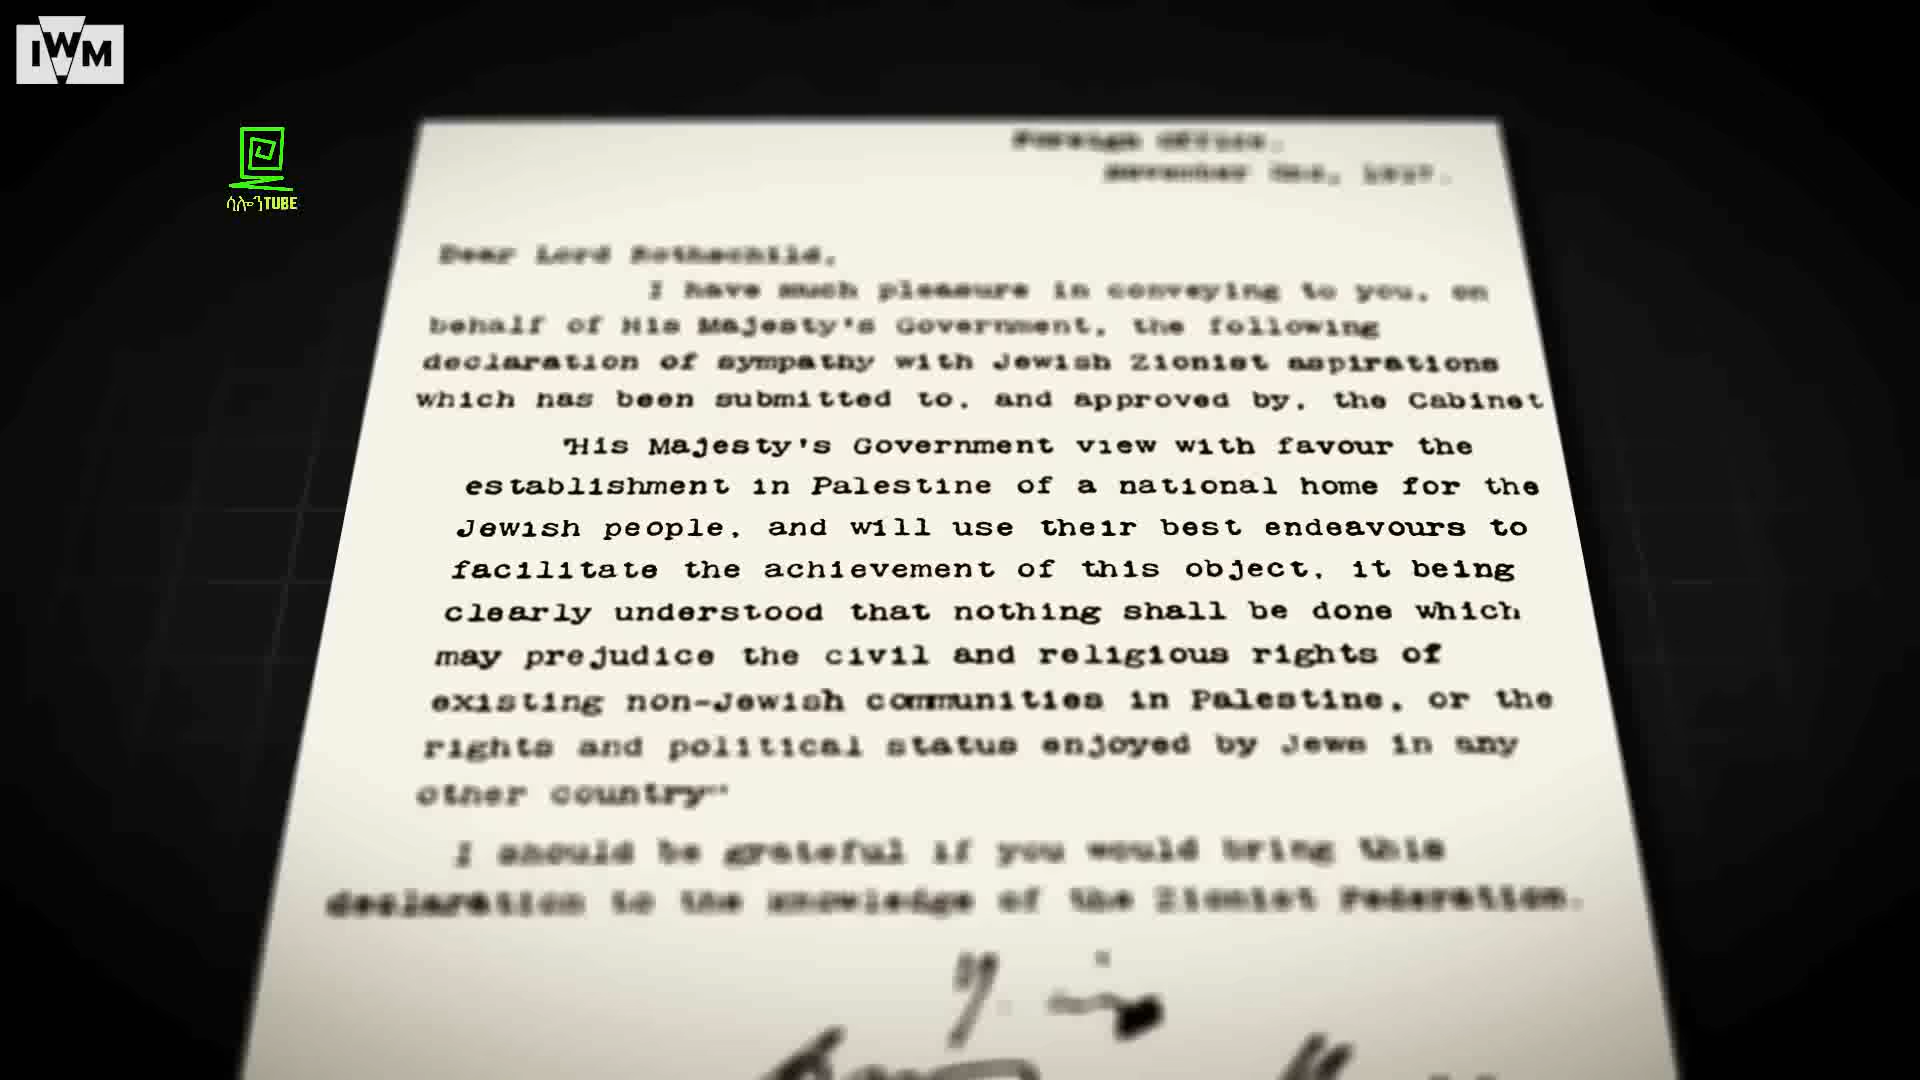 IWM
ሳሎንTUBE
Foreign Office.
November 2nd, 1917.
Dear Lord Rothschild,
I have much pleasure in conveying to you, on
behalf of His Majesty's Government, the following
declaration of sympathy with Jewish Zionist aspirations
which has been submitted to, and approved by, the Cabinet
"His Majesty's Government view with favour the
establishment in Palestine of a national home for the
Jewish people, and will use their best endeavours to
facilitate the achievement of this object, it being
clearly understood that nothing shall be done which
may prejudice the civil and religious rights of
existing non-Jewish communities in Palestine, or the
rights and political status enjoyed by Jews in any
other country"
I should be grateful if you would bring this
declaration to the knowledge of the Zionist Federation.